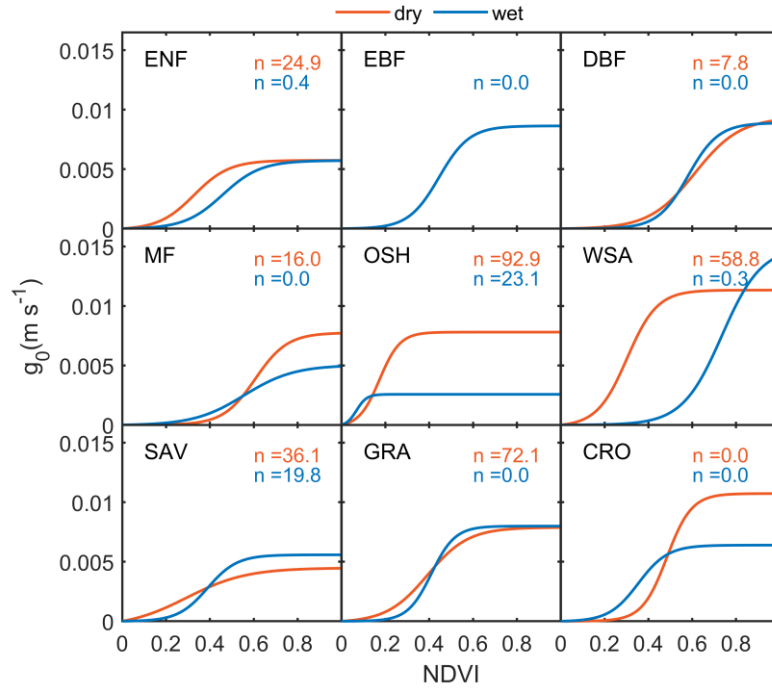 dry wet
0.015
0.01
0.005
0
ENF
n =24.9
n =0.4
EBF
n =0.0
DBF
n =7.8
n =0.0
0.015
0.01
0.005
0
MF
n =16.0
n =0.0
OSH
n =92.9
n =23.1
WSA
n =58.8
n =0.3
g0(m s-1)
0.015
0.01
0.005
0
SAV
n =36.1
n =19.8
GRA
n =72.1
n =0.0
CRO
n =0.0
n =0.0
0 0.2 0.4 0.6 0.8 0 0.2 0.4 0.6 0.8 0 0.2 0.4 0.6 0.8
NDVI